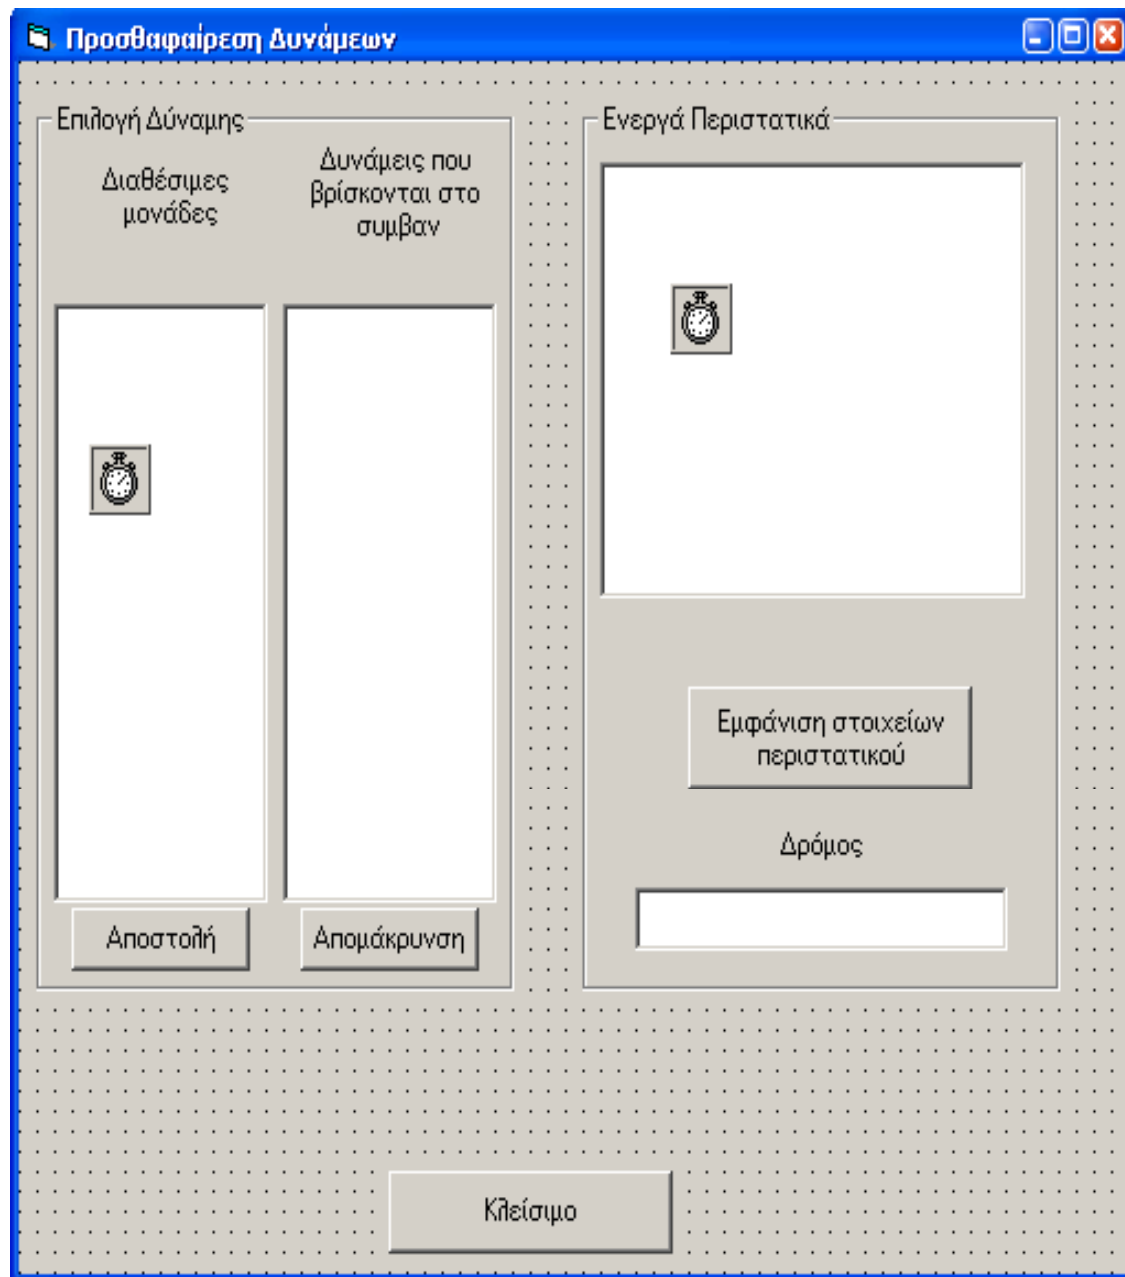 Προσθαφαίρεση Δυνάμεων
Επιλογή Δύναμης
Διαθέσιμες
μονάδες
Δυνάμεις που
βρίσκονται στο
συμβαν
Αποστολή
Απομάκρυνση
Ενεργά Περιστατικά
Εμφάνιση στοιχείων
περιστατικού
Δρόμος
Κλείσιμο